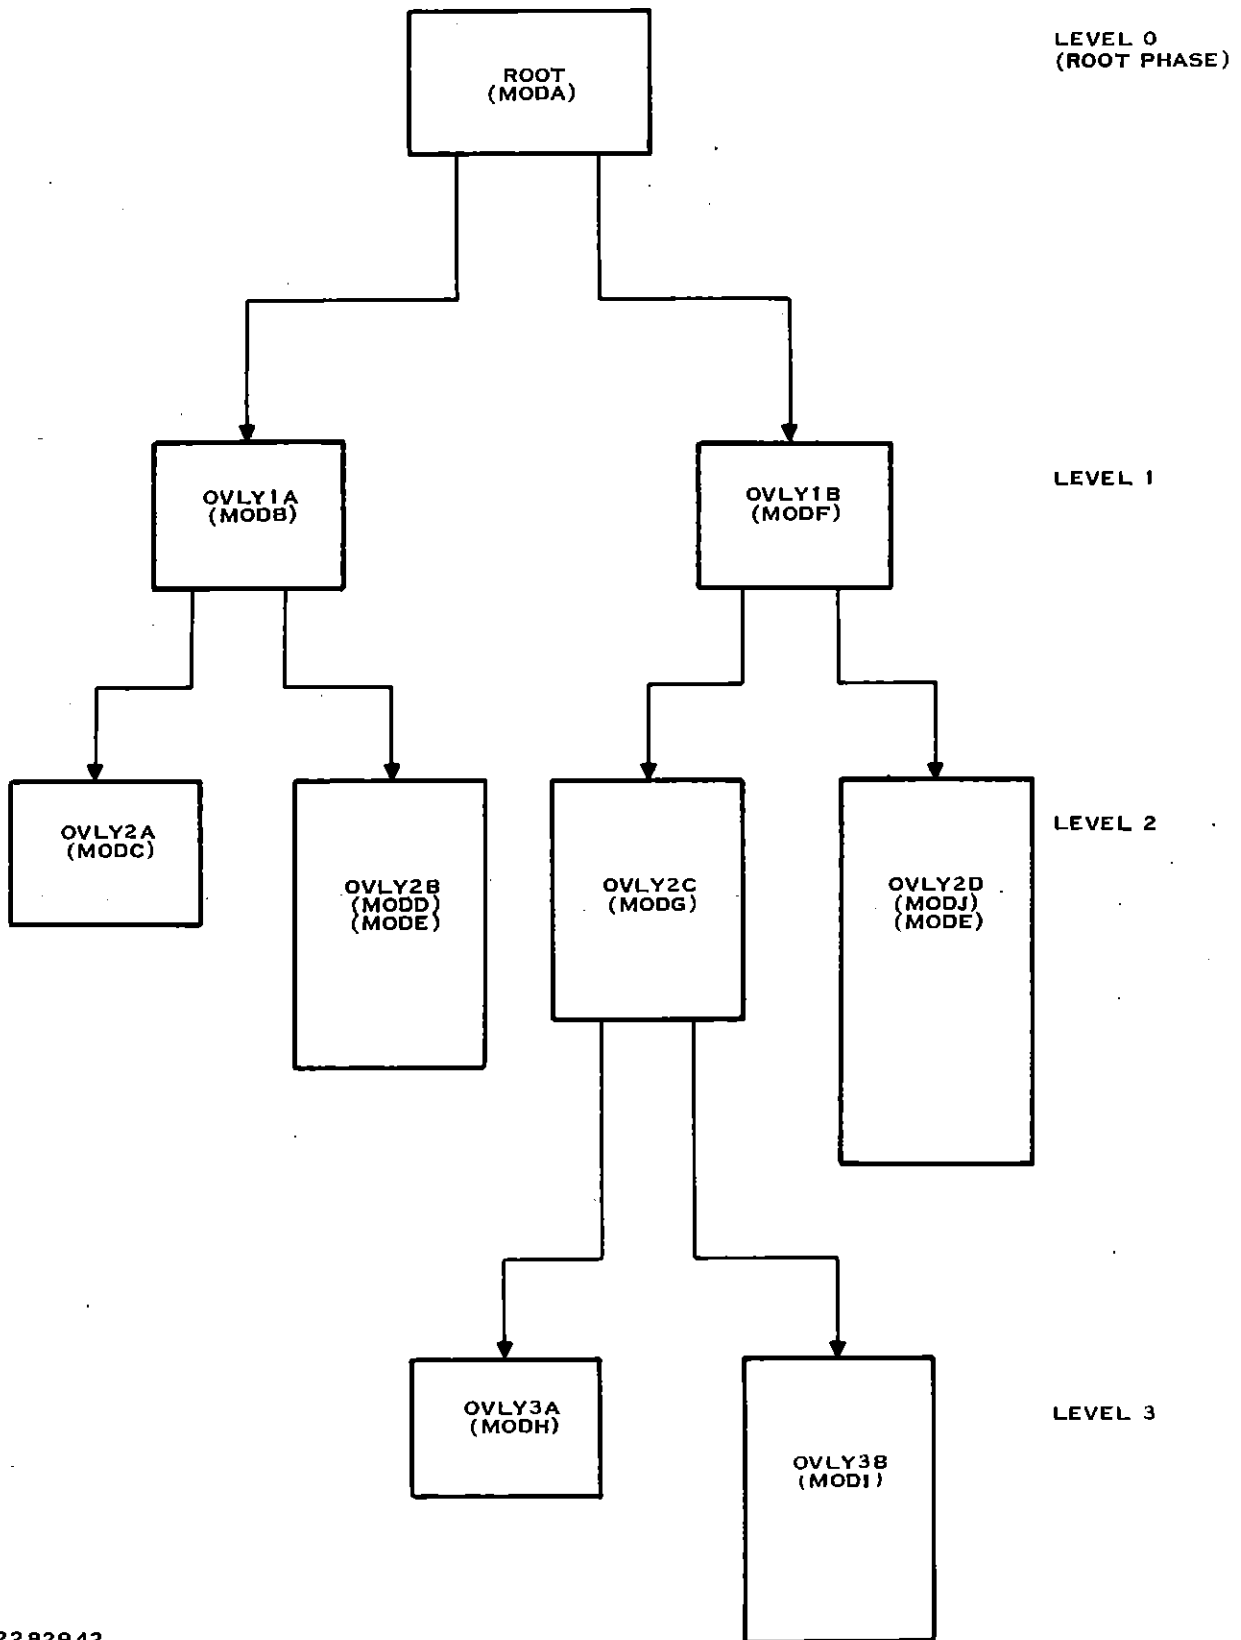 LEVEL 0
(ROOT PHASE)
ROOT
(MODA)
OVLY1A
(MODB)
OVLY1B
(MODF)
LEVEL 1
OVLY2A
(MODC)
OVLY2B
(MODD)
(MODE)
OVLY2C
(MODG)
OVLY2D
(MODJ)
(MODE)
LEVEL 2
OVLY3A
(MODH)
OVLY3B
(MODI)
LEVEL 3
2282942